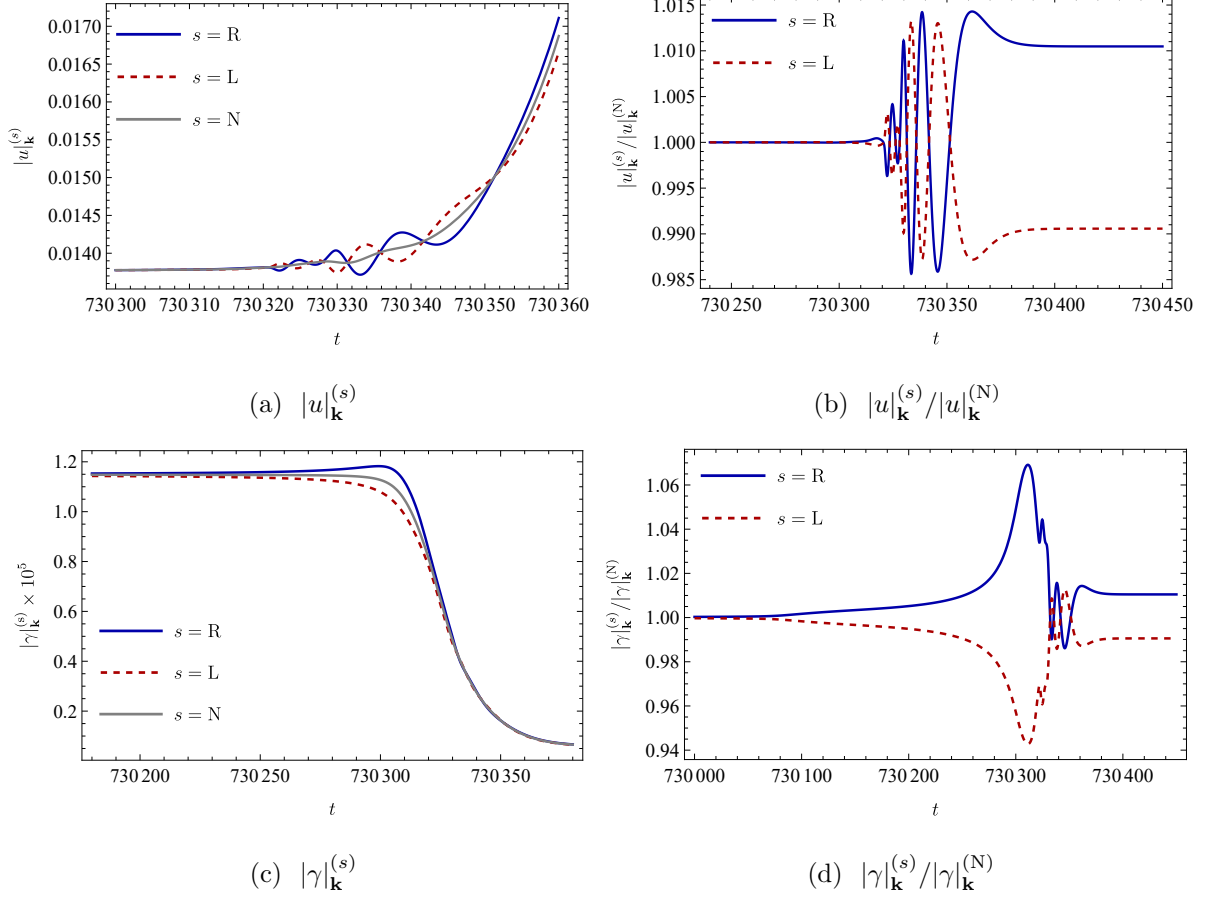 0.0170
0.0165
0.0160
0.0155
0.0150
0.0145
0.0140
|u|_k^(s)
s = R
s = L
s = N
730 300 730 310 730 320 730 330 730 340 730 350 730 360
t
(a) |u|_𝐤^(s)
1.010
1.005
1.000
0.995
0.990
0.985
|u|_k^(s)/|u|_k^(N)
s = R
s = L
730 250 730 300 730 350 730 400 730 450
t
(b) |u|_𝐤^(s)/|u|_𝐤^(N)
1.2
1.0
0.8
0.6
0.4
0.2
|γ|_k^(s) × 10^5
s = R
s = L
s = N
730 200 730 250 730 300 730 350
t
(c) |γ|_𝐤^(s)
1.06
1.04
1.02
1.00
0.98
0.96
0.94
|γ|_k^(s)/|γ|_k^(N)
s = R
s = L
730 000 730 100 730 200 730 300 730 400
t
(d) |γ|_𝐤^(s)/|γ|_𝐤^(N)